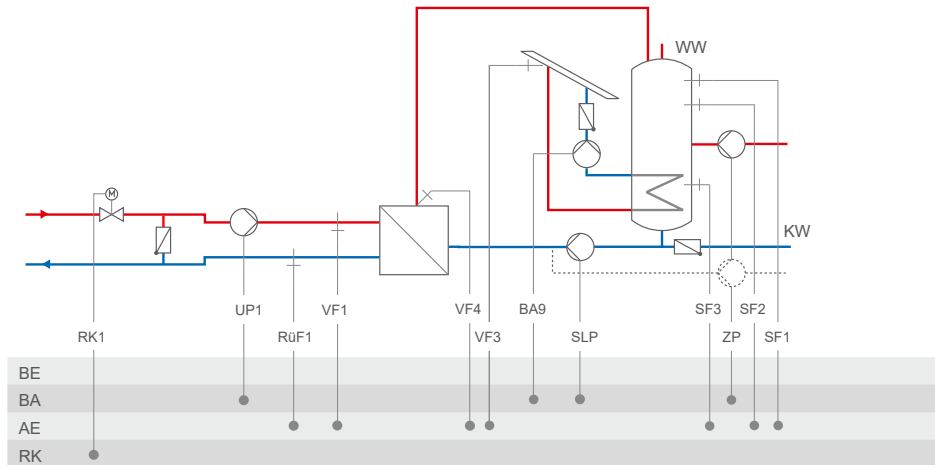 WW
M
KW
UP1 VF1 VF4 BA9 SF3 SF2
RK1 RüF1 VF3 SLP ZP SF1
BE
BA
AE
RK